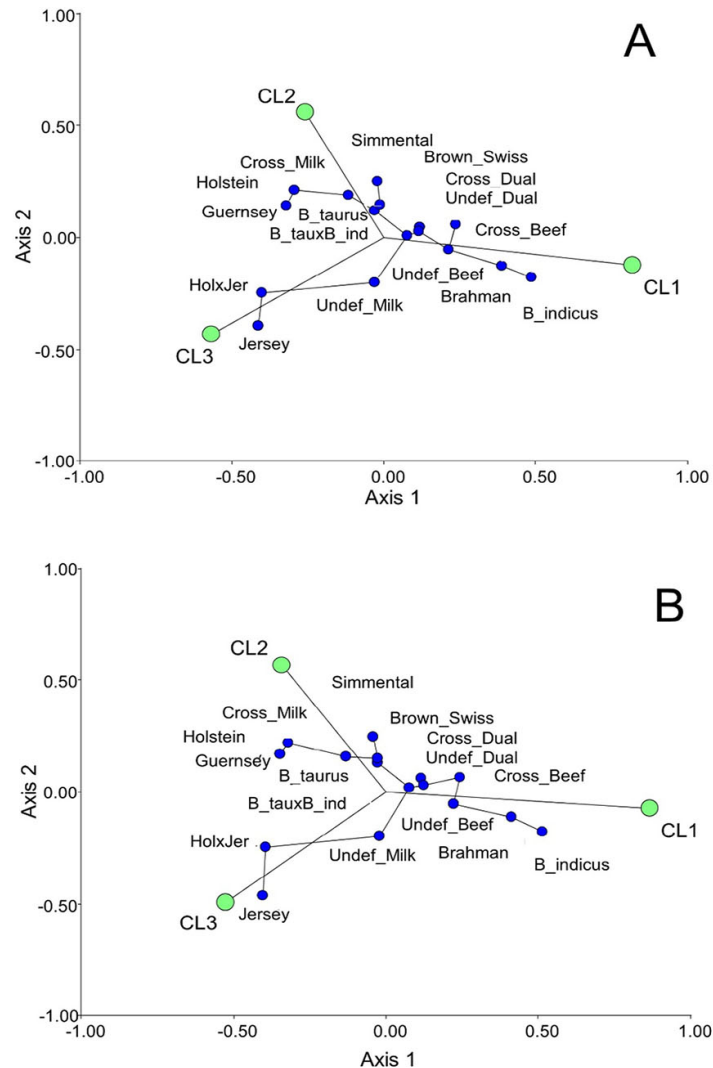 1.00
A
CL2
0.50
Simmental
Brown_Swiss
Cross_Milk
Holstein
Cross_Dual
Undef_Dual
Guernsey
B_taurus
Cross_Beef
B_tauxB_ind
Axis 2
0.00
Undef_Beef
CL1
HolxJer
Brahman
Undef_Milk
B_indicus
Jersey
CL3
-0.50
-1.00
-1.00 -0.50 0.00 0.50 1.00
Axis 1
1.00
B
CL2
Simmental
0.50
Cross_Milk
Brown_Swiss
Holstein
Cross_Dual
Guernsey
Undef_Dual
B_taurus
Cross_Beef
Axis 2
0.00
B_tauxB_ind
Undef_Beef
CL1
HolxJer
Undef_Milk
Brahman
B_indicus
Jersey
CL3
-0.50
-1.00
-1.00 -0.50 0.00 0.50 1.00
Axis 1